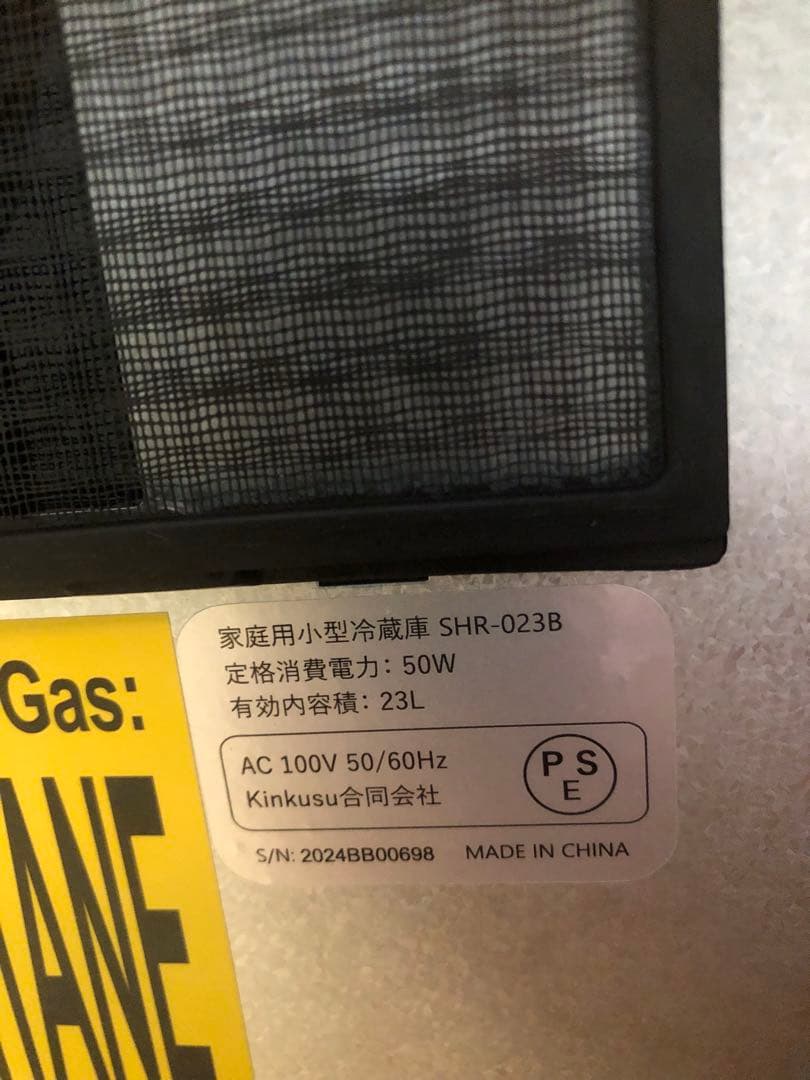 家庭用小型冷蔵庫 SHR-023B
定格消費電力: 50W
有効内容積: 23L
AC 100V 50/60Hz
Kinkusu合同会社
PSE
S/N: 2024BB00698 MADE IN CHINA
Gas:
ANE